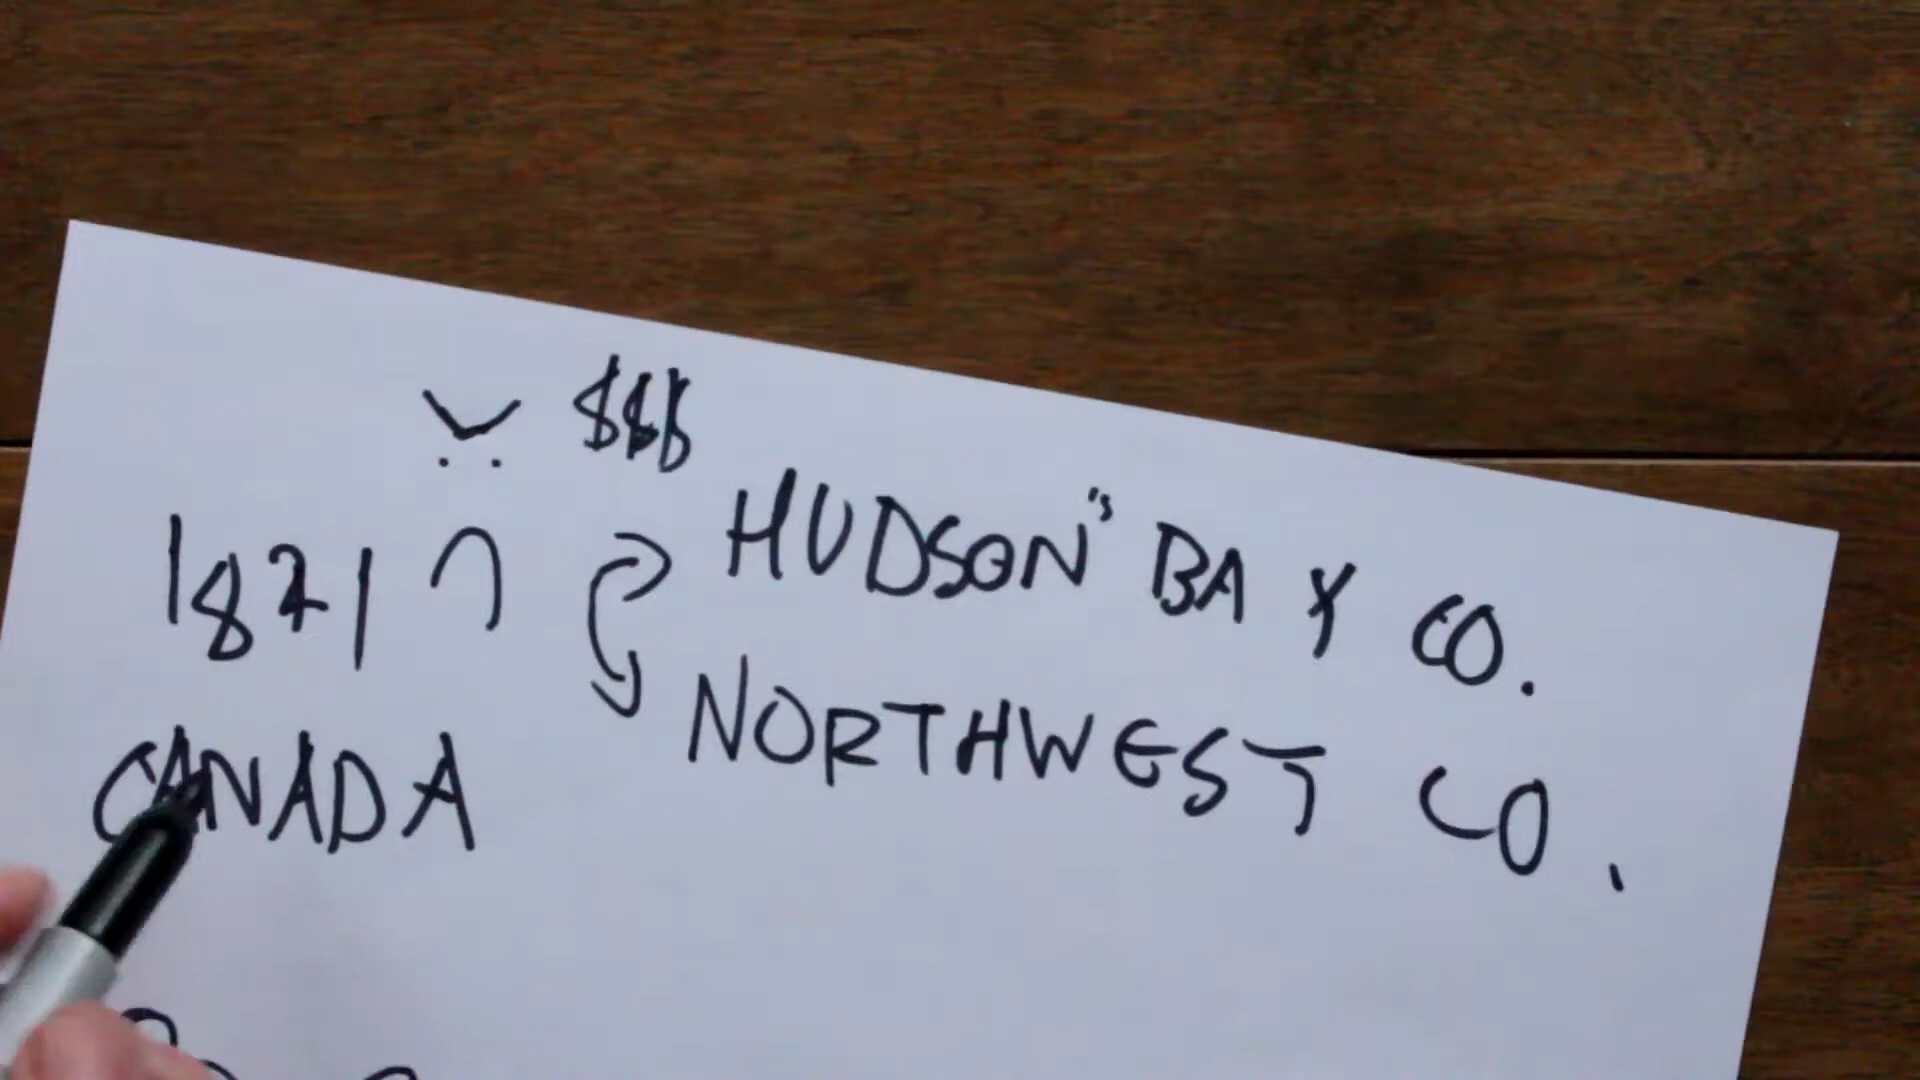 $$$
HUDSON"s BAY CO.
1821
NORTHWEST CO.
CANADA